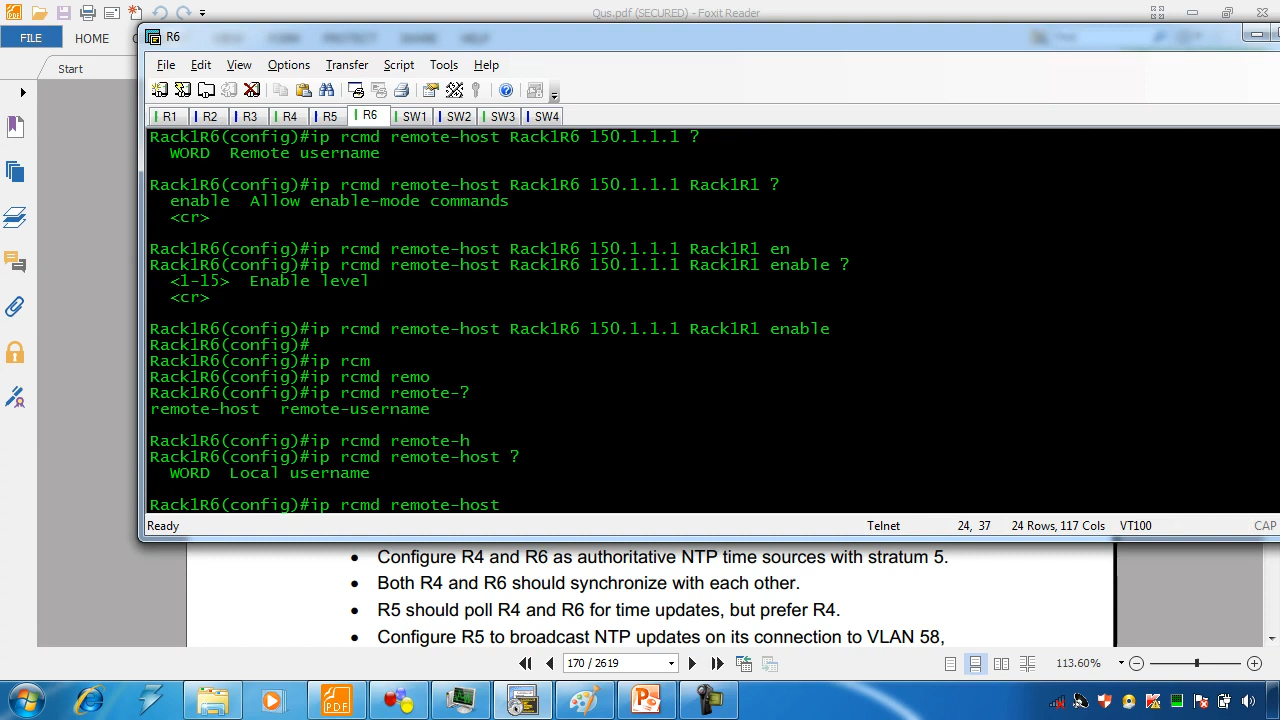 Qus.pdf (SECURED) - Foxit Reader
FILE
HOME
Start
R6
File Edit View Options Transfer Script Tools Help
R1 R2 R3 R4 R5 R6 SW1 SW2 SW3 SW4
Rack1R6(config)#ip rcmd remote-host Rack1R6 150.1.1.1 ?
WORD Remote username
Rack1R6(config)#ip rcmd remote-host Rack1R6 150.1.1.1 Rack1R1 ?
enable Allow enable-mode commands
<cr>
Rack1R6(config)#ip rcmd remote-host Rack1R6 150.1.1.1 Rack1R1 en
Rack1R6(config)#ip rcmd remote-host Rack1R6 150.1.1.1 Rack1R1 enable ?
<1-15> Enable level
<cr>
Rack1R6(config)#ip rcmd remote-host Rack1R6 150.1.1.1 Rack1R1 enable
Rack1R6(config)#
Rack1R6(config)#ip rcm
Rack1R6(config)#ip rcmd remo
Rack1R6(config)#ip rcmd remote-?
remote-host remote-username
Rack1R6(config)#ip rcmd remote-h
Rack1R6(config)#ip rcmd remote-host ?
WORD Local username
Rack1R6(config)#ip rcmd remote-host
Ready Telnet 24, 37 24 Rows, 117 Cols VT100 CAP
• Configure R4 and R6 as authoritative NTP time sources with stratum 5.
• Both R4 and R6 should synchronize with each other.
• R5 should poll R4 and R6 for time updates, but prefer R4.
• Configure R5 to broadcast NTP updates on its connection to VLAN 58,
170 / 2619
113.60%
PDF